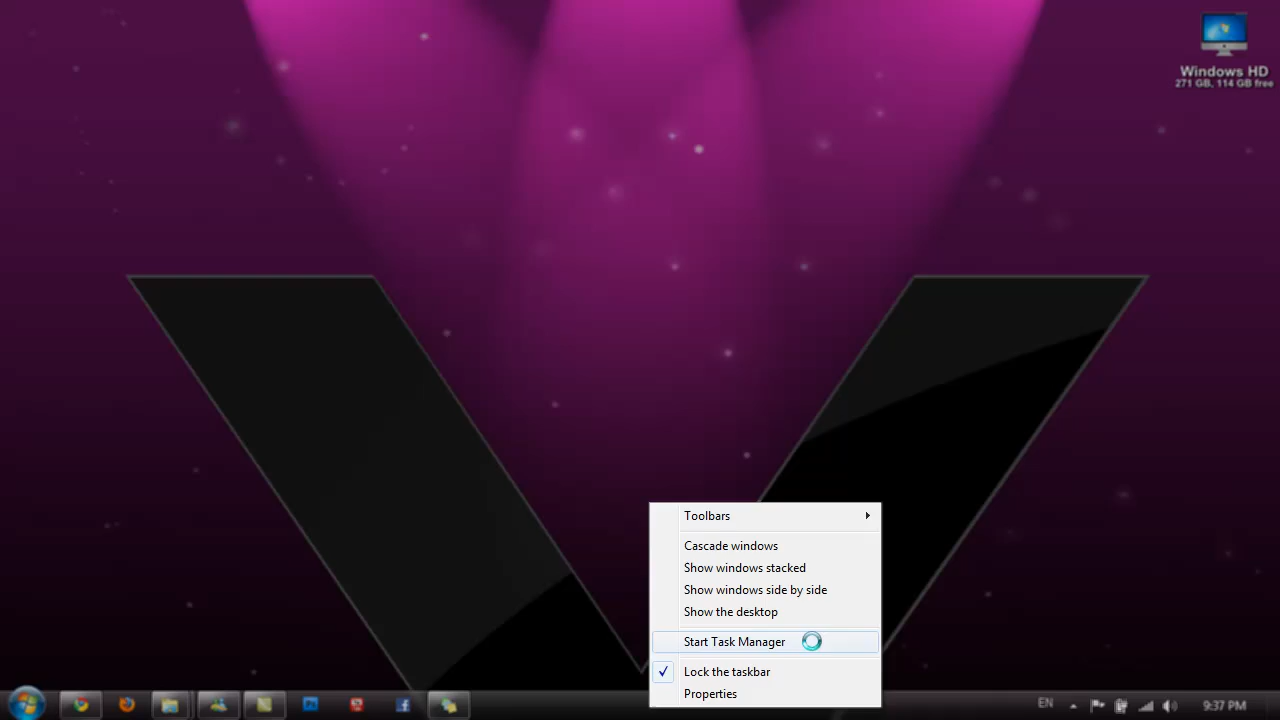 Windows HD
271 GB, 114 GB free
Toolbars
Cascade windows
Show windows stacked
Show windows side by side
Show the desktop
Start Task Manager
Lock the taskbar
Properties
EN
9:37 PM